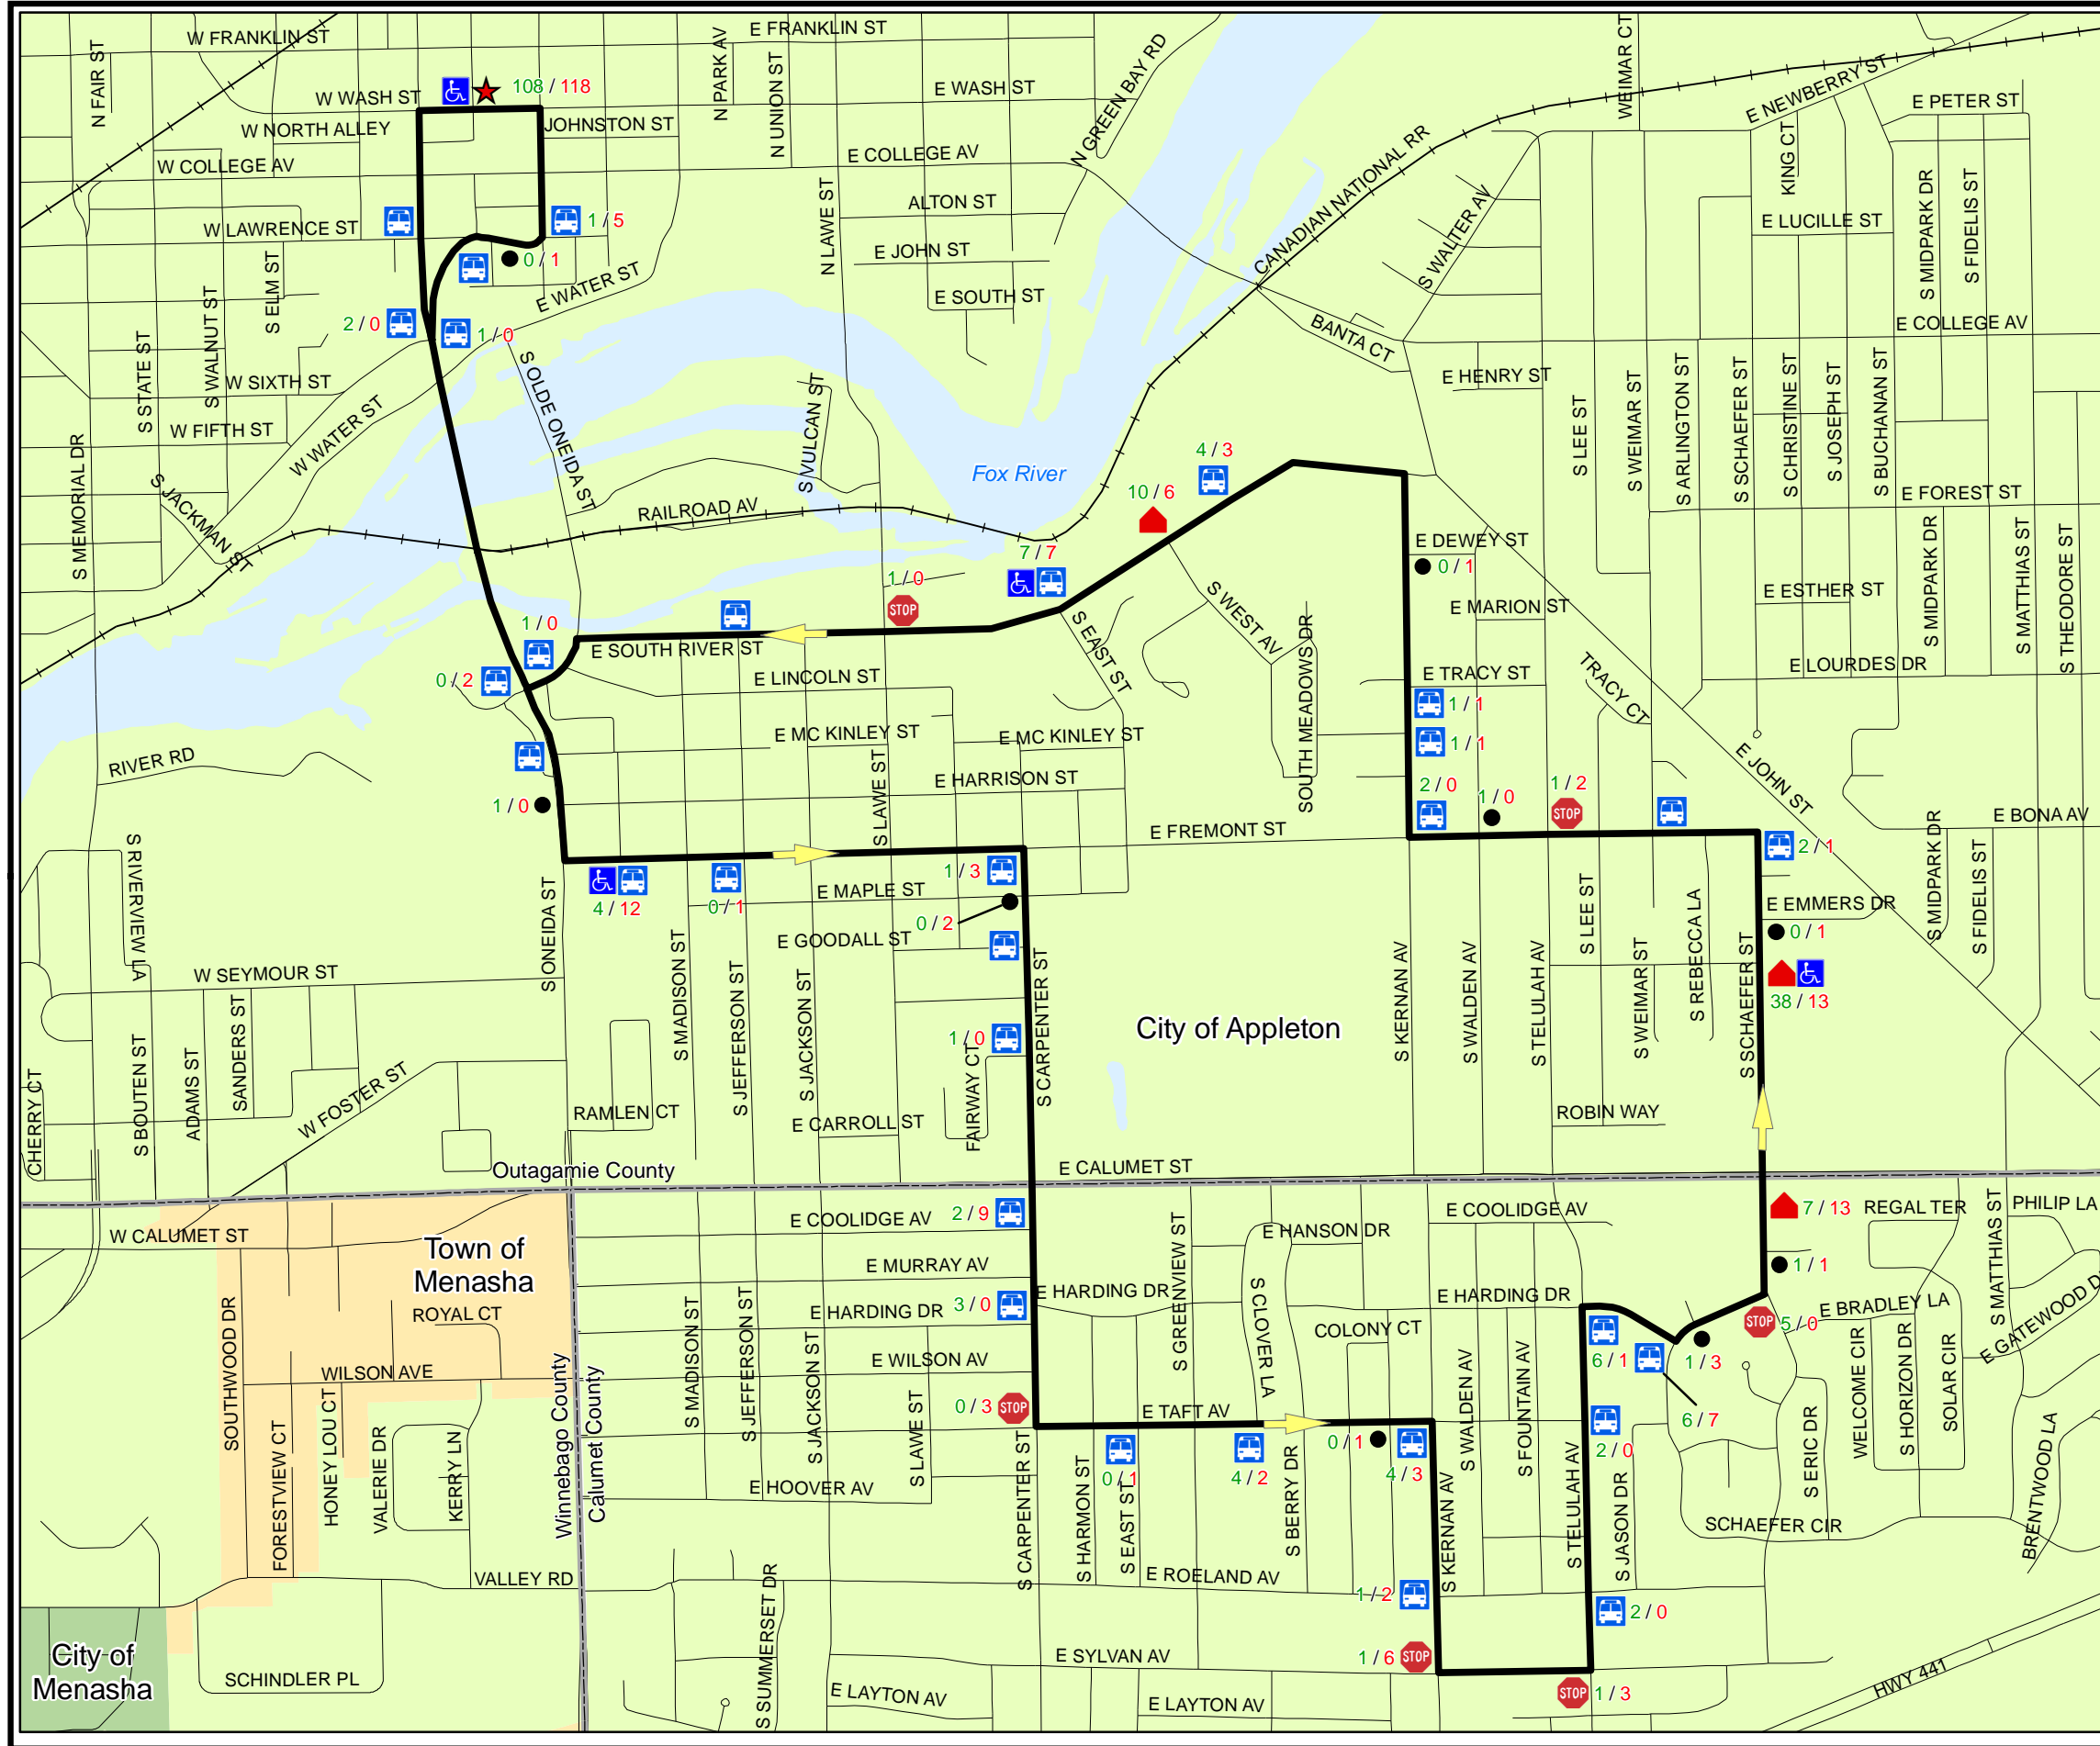 W FRANKLIN ST
E FRANKLIN ST
N FAIR ST
N PARK AV
N UNION ST
N GREEN BAY RD
WEIMAR CT
E NEWBERRY ST
E PETER ST
W WASH ST
108 / 118
E WASH ST
W NORTH ALLEY
JOHNSTON ST
CANADIAN NATIONAL RR
KING CT
W COLLEGE AV
E COLLEGE AV
S MIDPARK DR
S FIDELIS ST
N LAWE ST
ALTON ST
S WALTER AV
E LUCILLE ST
W LAWRENCE ST
1 / 5
0 / 1
E JOHN ST
S ELM ST
E WATER ST
E SOUTH ST
S WALNUT ST
2 / 0
1 / 0
BANTA CT
E COLLEGE AV
S STATE ST
S OLDE ONEIDA ST
W SIXTH ST
E HENRY ST
S LEE ST
S WEIMAR ST
S ARLINGTON ST
S SCHAEFER ST
S CHRISTINE ST
S JOSEPH ST
S BUCHANAN ST
W FIFTH ST
W WATER ST
S VULCAN ST
S MEMORIAL DR
S JACKMAN ST
Fox River
4 / 3
10 / 6
RAILROAD AV
E FOREST ST
E DEWEY ST
0 / 1
7 / 7
1 / 0
STOP
S WEST AV
E MARION ST
E ESTHER ST
S MIDPARK DR
S MATTHIAS ST
S THEODORE ST
1 / 0
E SOUTH RIVER ST
S EAST ST
SOUTH MEADOWS DR
0 / 2
E LINCOLN ST
E TRACY ST
TRACY CT
E LOURDES DR
1 / 1
RIVER RD
E MC KINLEY ST
E MC KINLEY ST
1 / 1
E JOHN ST
E HARRISON ST
S LAWE ST
1 / 0
2 / 0
1 / 0
1 / 2
STOP
E FREMONT ST
E BONA AV
S RIVERVIEW LA
2 / 1
S MIDPARK DR
S FIDELIS ST
4 / 12
0 / 1
E MAPLE ST
1 / 3
0 / 2
E EMMERS DR
0 / 1
S ONEIDA ST
E GOODALL ST
W SEYMOUR ST
S MADISON ST
S JEFFERSON ST
S JACKSON ST
S CARPENTER ST
City of Appleton
S KERNAN AV
S WALDEN AV
S TELULAH AV
S LEE ST
S WEIMAR ST
S REBECCA LA
S SCHAEFER ST
38 / 13
S BOUTEN ST
ADAMS ST
SANDERS ST
1 / 0
FAIRWAY CT
CHERRY CT
W FOSTER ST
RAMLEN CT
E CARROLL ST
ROBIN WAY
Outagamie County
E CALUMET ST
W CALUMET ST
Town of
Menasha
E COOLIDGE AV
2 / 9
S GREENVIEW ST
E HANSON DR
E COOLIDGE AV
7 / 13
REGAL TER
S MATTHIAS ST
PHILIP LA
E MURRAY AV
1 / 1
ROYAL CT
E HARDING DR
3 / 0
E HARDING DR
S CLOVER LA
E HARDING DR
STOP
5 / 0
E BRADLEY LA
E GATEWOOD D
COLONY CT
6 / 1
1 / 3
SOUTHWOOD DR
WILSON AVE
Winnebago County
Calumet County
S MADISON ST
S JEFFERSON ST
S JACKSON ST
E WILSON AV
S LAWE ST
0 / 3
STOP
E TAFT AV
S WALDEN AV
S FOUNTAIN AV
6 / 7
WELCOME CIR
S HORIZON DR
SOLAR CIR
FORESTVIEW CT
HONEY LOU CT
VALERIE DR
KERRY LN
E HOOVER AV
0 / 1
4 / 2
0 / 1
4 / 3
2 / 0
S ERIC DR
SCHAEFER CIR
BRENTWOOD LA
S CARPENTER ST
S HARMON ST
S EAST ST
S BERRY DR
S KERNAN AV
S TELULAH AV
S JASON DR
VALLEY RD
E ROELAND AV
1 / 2
2 / 0
City of
Menasha
SCHINDLER PL
S SUMMERSET DR
E SYLVAN AV
1 / 6
STOP
E LAYTON AV
E LAYTON AV
STOP
1 / 3
HWY 441